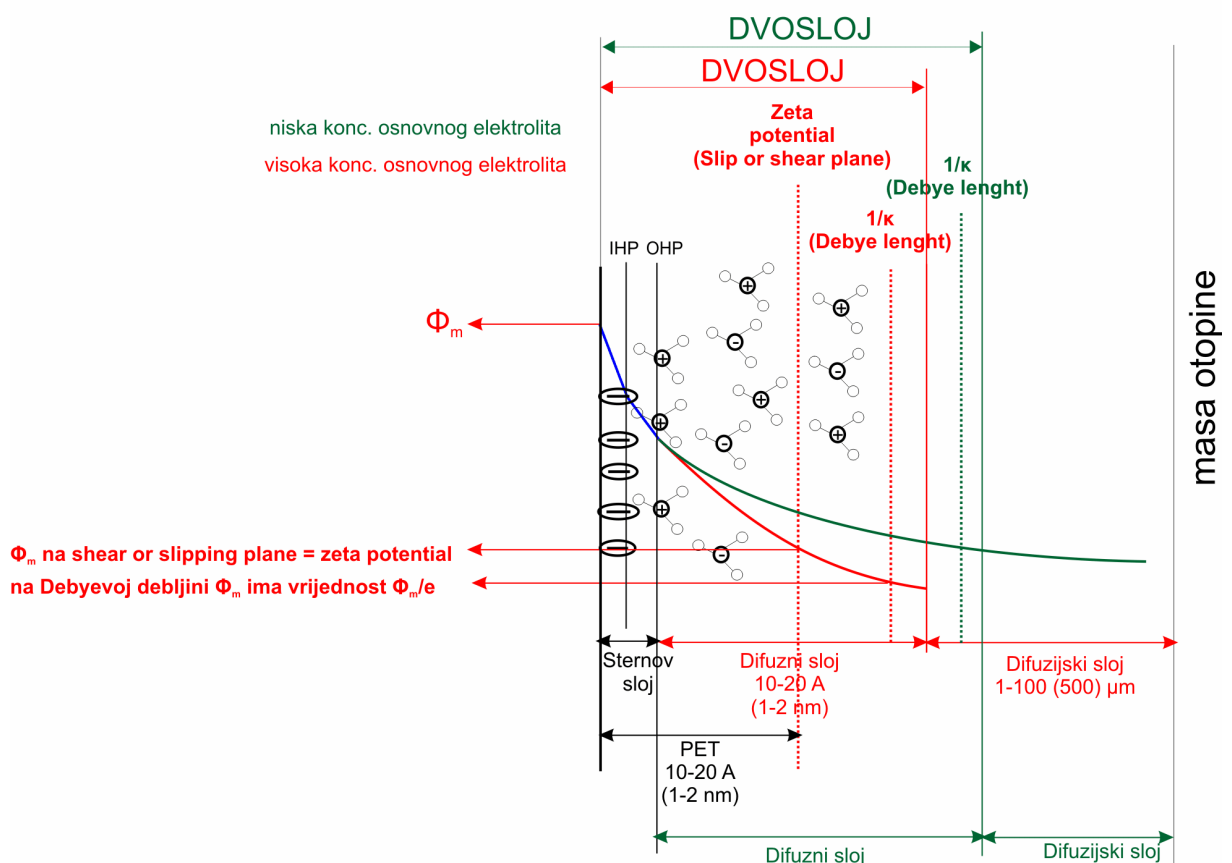 DVOSLOJ
DVOSLOJ
niska konc. osnovnog elektrolita
visoka konc. osnovnog elektrolita
Zeta
potential
(Slip or shear plane)
1/κ
(Debye lenght)
1/κ
(Debye lenght)
IHP OHP
Φm
masa otopine
Φm na shear or slipping plane = zeta potential
na Debyevoj debljini Φm ima vrijednost Φm/e
Sternov
sloj
Difuzni sloj
10-20 A
(1-2 nm)
Difuzijski sloj
1-100 (500) µm
PET
10-20 A
(1-2 nm)
Difuzni sloj
Difuzijski sloj